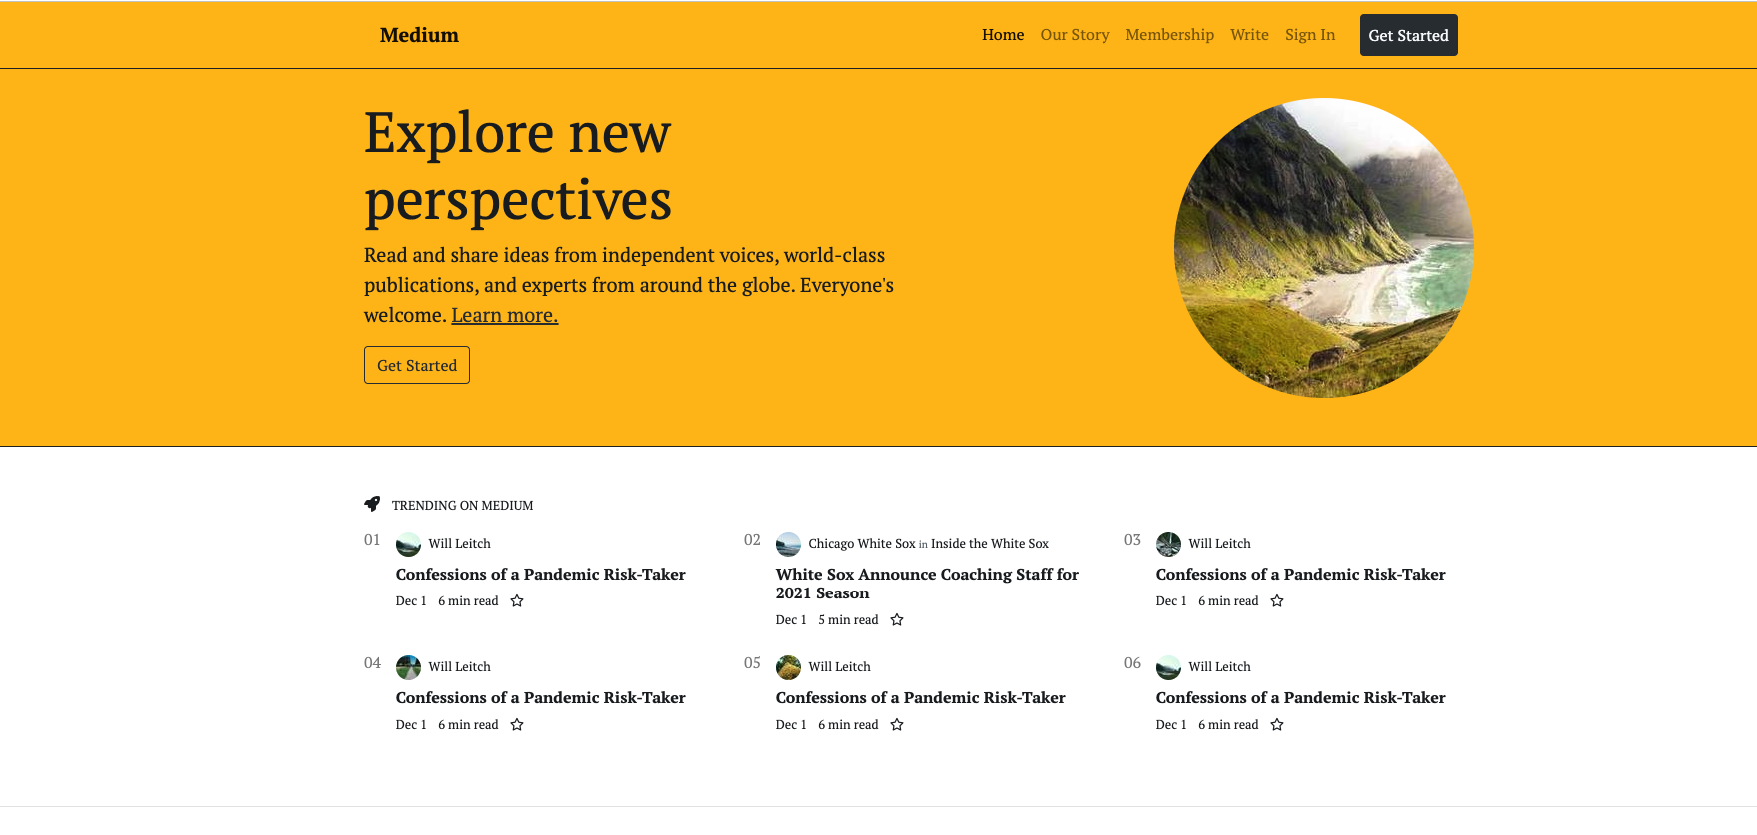 Medium
Home Our Story Membership Write Sign In Get Started
Explore new
perspectives
Read and share ideas from independent voices, world-class
publications, and experts from around the globe. Everyone's
welcome. Learn more.
Get Started
TRENDING ON MEDIUM
01 Will Leitch
Confessions of a Pandemic Risk-Taker
Dec 1 6 min read
02 Chicago White Sox in Inside the White Sox
White Sox Announce Coaching Staff for
2021 Season
Dec 1 5 min read
03 Will Leitch
Confessions of a Pandemic Risk-Taker
Dec 1 6 min read
04 Will Leitch
Confessions of a Pandemic Risk-Taker
Dec 1 6 min read
05 Will Leitch
Confessions of a Pandemic Risk-Taker
Dec 1 6 min read
06 Will Leitch
Confessions of a Pandemic Risk-Taker
Dec 1 6 min read